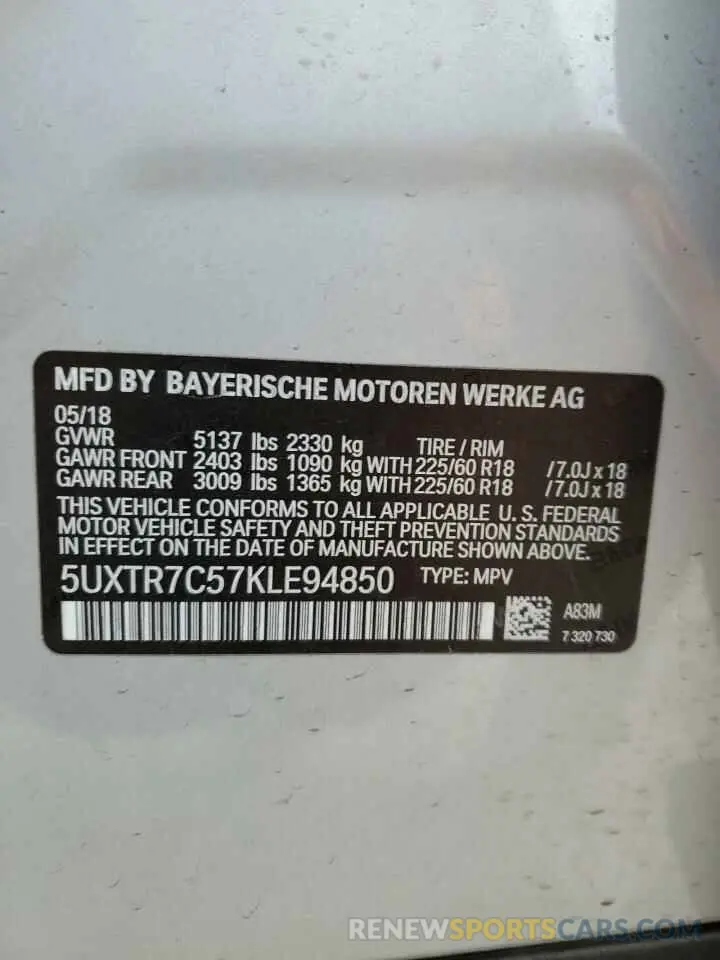 MFD BY BAYERISCHE MOTOREN WERKE AG
05/18
GVWR 5137 lbs 2330 kg TIRE / RIM
GAWR FRONT 2403 lbs 1090 kg WITH 225/60 R18 /7.0J x 18
GAWR REAR 3009 lbs 1365 kg WITH 225/60 R18 /7.0J x 18
THIS VEHICLE CONFORMS TO ALL APPLICABLE U. S. FEDERAL
MOTOR VEHICLE SAFETY AND THEFT PREVENTION STANDARDS
IN EFFECT ON THE DATE OF MANUFACTURE SHOWN ABOVE.
5UXTR7C57KLE94850 TYPE: MPV
A83M
7 320 730
RENEWSPORTSCARS.COM